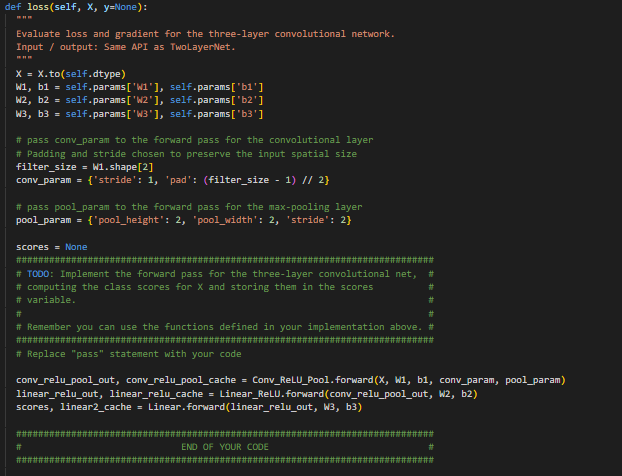 def loss(self, X, y=None):
"""
Evaluate loss and gradient for the three-layer convolutional network.
Input / output: Same API as TwoLayerNet.
"""
X = X.to(self.dtype)
W1, b1 = self.params['W1'], self.params['b1']
W2, b2 = self.params['W2'], self.params['b2']
W3, b3 = self.params['W3'], self.params['b3']

# pass conv_param to the forward pass for the convolutional layer
# Padding and stride chosen to preserve the input spatial size
filter_size = W1.shape[2]
conv_param = {'stride': 1, 'pad': (filter_size - 1) // 2}

# pass pool_param to the forward pass for the max-pooling layer
pool_param = {'pool_height': 2, 'pool_width': 2, 'stride': 2}

scores = None
############################################################################
# TODO: Implement the forward pass for the three-layer convolutional net,  #
# computing the class scores for X and storing them in the scores          #
# variable.                                                                #
#                                                                          #
# Remember you can use the functions defined in your implementation above. #
############################################################################
# Replace "pass" statement with your code

conv_relu_pool_out, conv_relu_pool_cache = Conv_ReLU_Pool.forward(X, W1, b1, conv_param, pool_param)
linear_relu_out, linear_relu_cache = Linear_ReLU.forward(conv_relu_pool_out, W2, b2)
scores, linear2_cache = Linear.forward(linear_relu_out, W3, b3)

############################################################################
#                             END OF YOUR CODE                             #
############################################################################